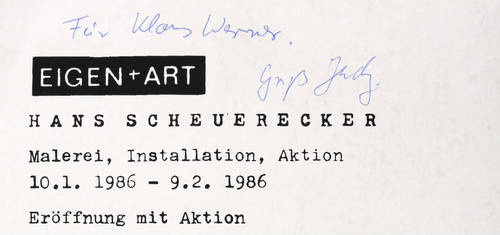 Für Klaus Werner.
EIGEN+ART
Gruß Judy.
HANS SCHEUERECKER
Malerei, Installation, Aktion
10.1. 1986 - 9.2. 1986
Eröffnung mit Aktion